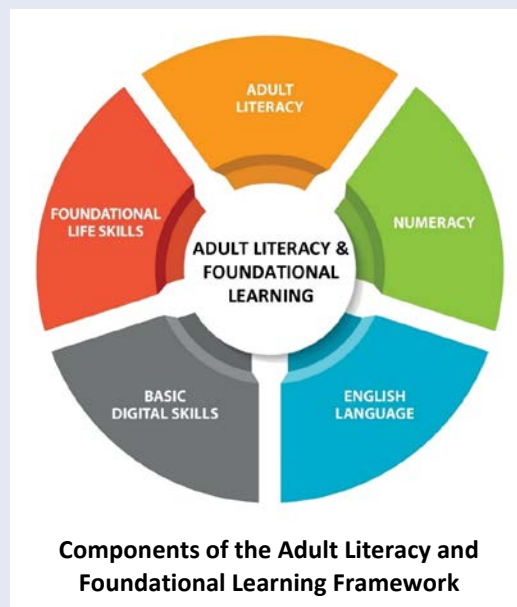 ADULT
LITERACY
NUMERACY
ENGLISH
LANGUAGE
BASIC
DIGITAL SKILLS
FOUNDATIONAL
LIFE SKILLS
ADULT LITERACY &
FOUNDATIONAL
LEARNING
Components of the Adult Literacy and
Foundational Learning Framework